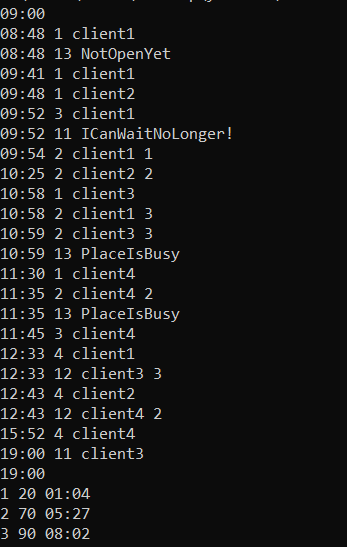 09:00
08:48 1 client1
08:48 13 NotOpenYet
09:41 1 client1
09:48 1 client2
09:52 3 client1
09:52 11 ICanWaitNoLonger!
09:54 2 client1 1
10:25 2 client2 2
10:58 1 client3
10:58 2 client1 3
10:59 2 client3 3
10:59 13 PlaceIsBusy
11:30 1 client4
11:35 2 client4 2
11:35 13 PlaceIsBusy
11:45 3 client4
12:33 4 client1
12:33 12 client3 3
12:43 4 client2
12:43 12 client4 2
15:52 4 client4
19:00 11 client3
19:00
1 20 01:04
2 70 05:27
3 90 08:02